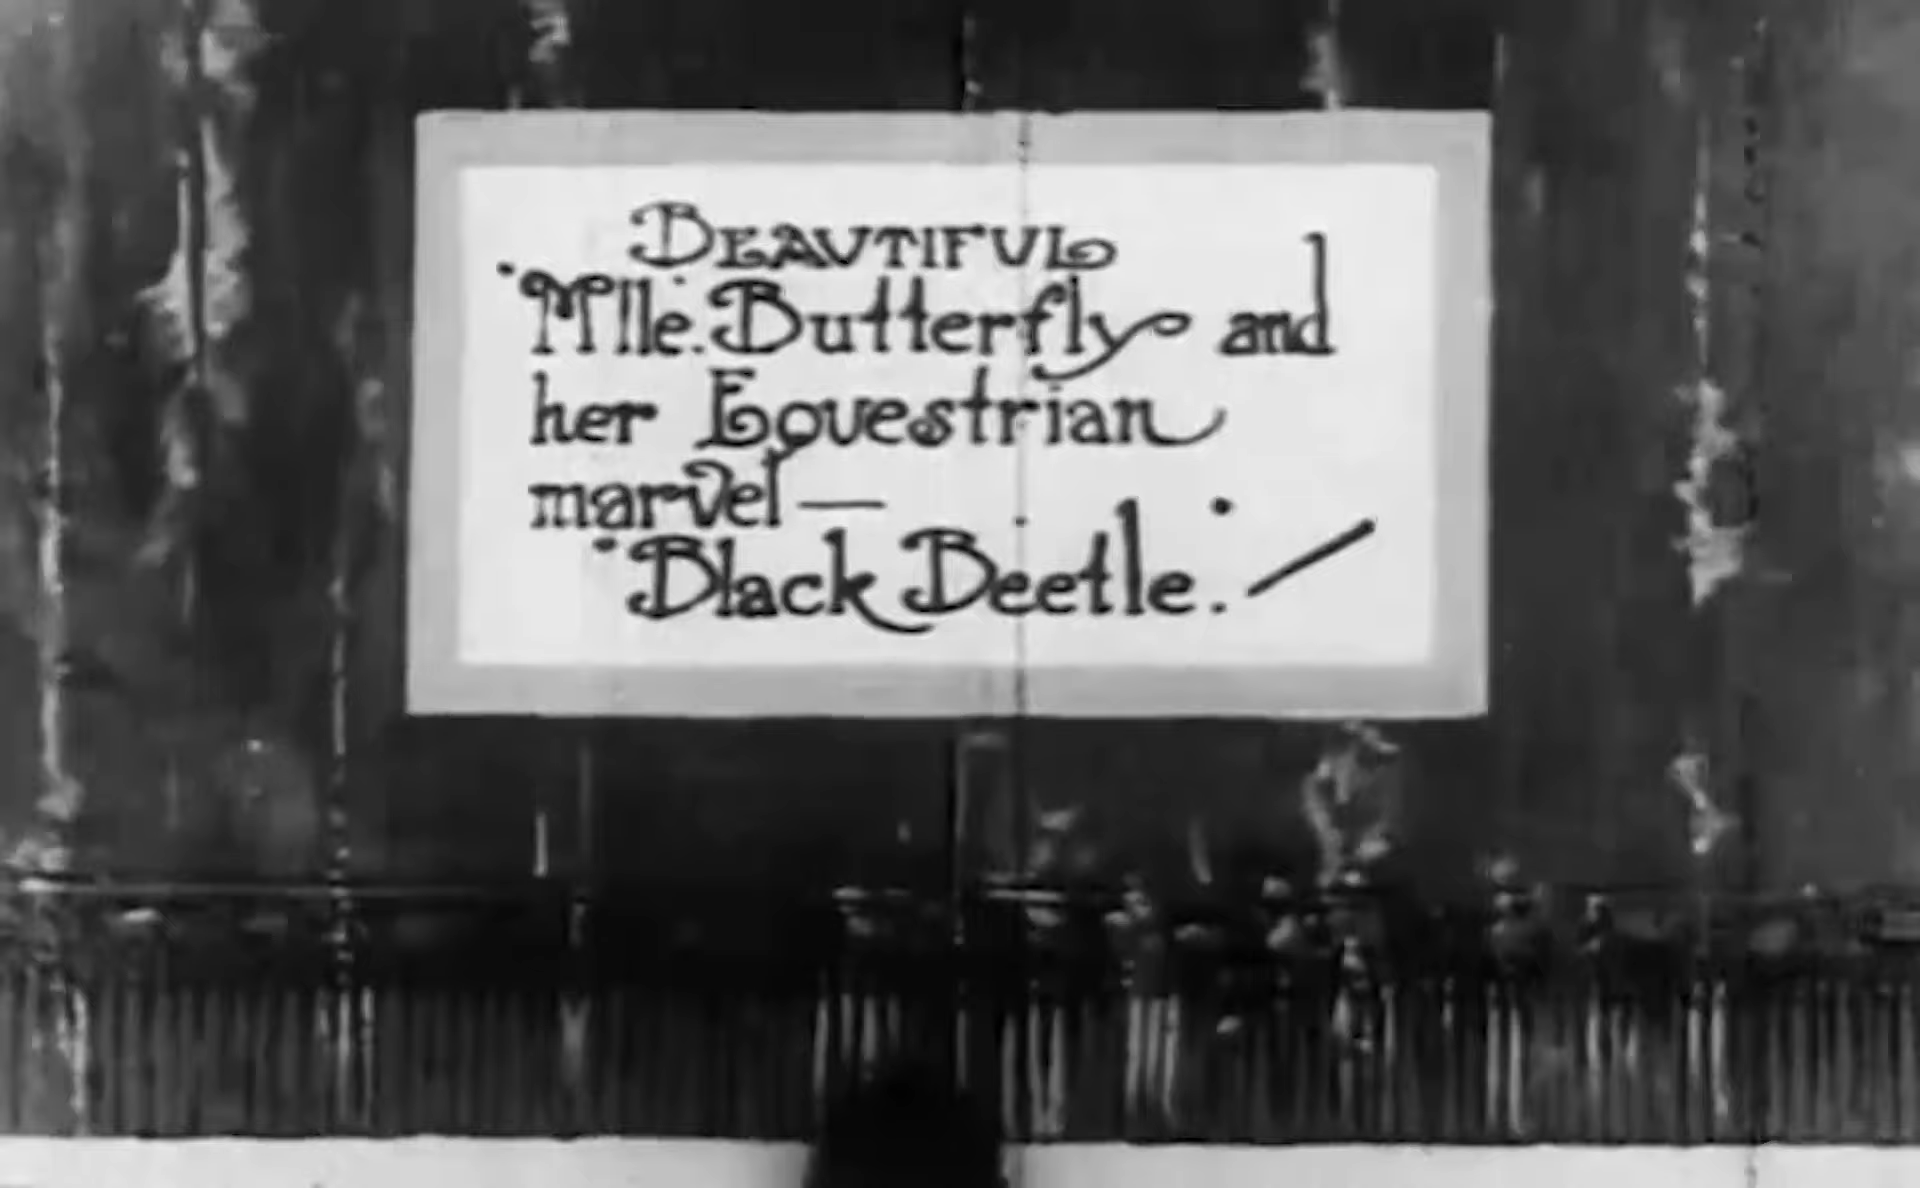 BEAUTIFUL
"Mlle. Butterfly and
her Equestrian
marvel —
"Black Beetle."